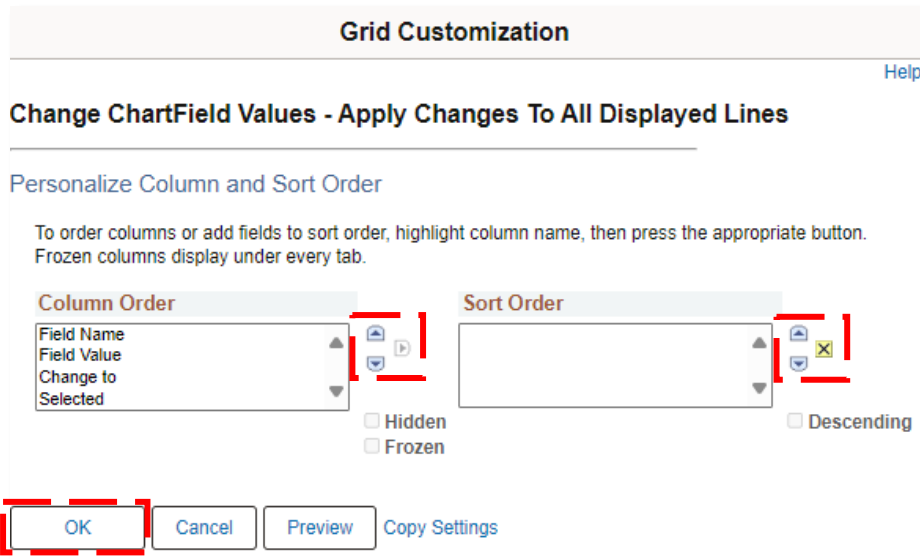 Grid Customization
Help
Change ChartField Values - Apply Changes To All Displayed Lines
Personalize Column and Sort Order
To order columns or add fields to sort order, highlight column name, then press the appropriate button.
Frozen columns display under every tab.
Column Order
Field Name
Field Value
Change to
Selected
Hidden
Frozen
Sort Order
Descending
OK
Cancel
Preview
Copy Settings